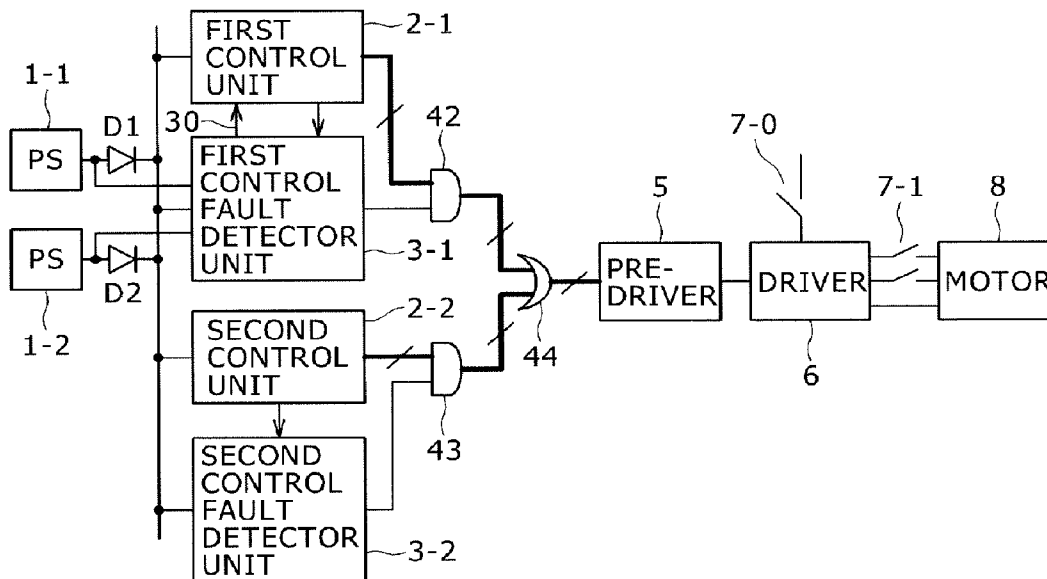 2-1
FIRST
CONTROL
UNIT
1-1
D1
PS
30
FIRST
CONTROL
FAULT
DETECTOR
UNIT
3-1
42
PS
D2
1-2
7-0
7-1
5
8
PRE-
DRIVER
DRIVER
MOTOR
6
44
2-2
SECOND
CONTROL
UNIT
43
SECOND
CONTROL
FAULT
DETECTOR
UNIT
3-2